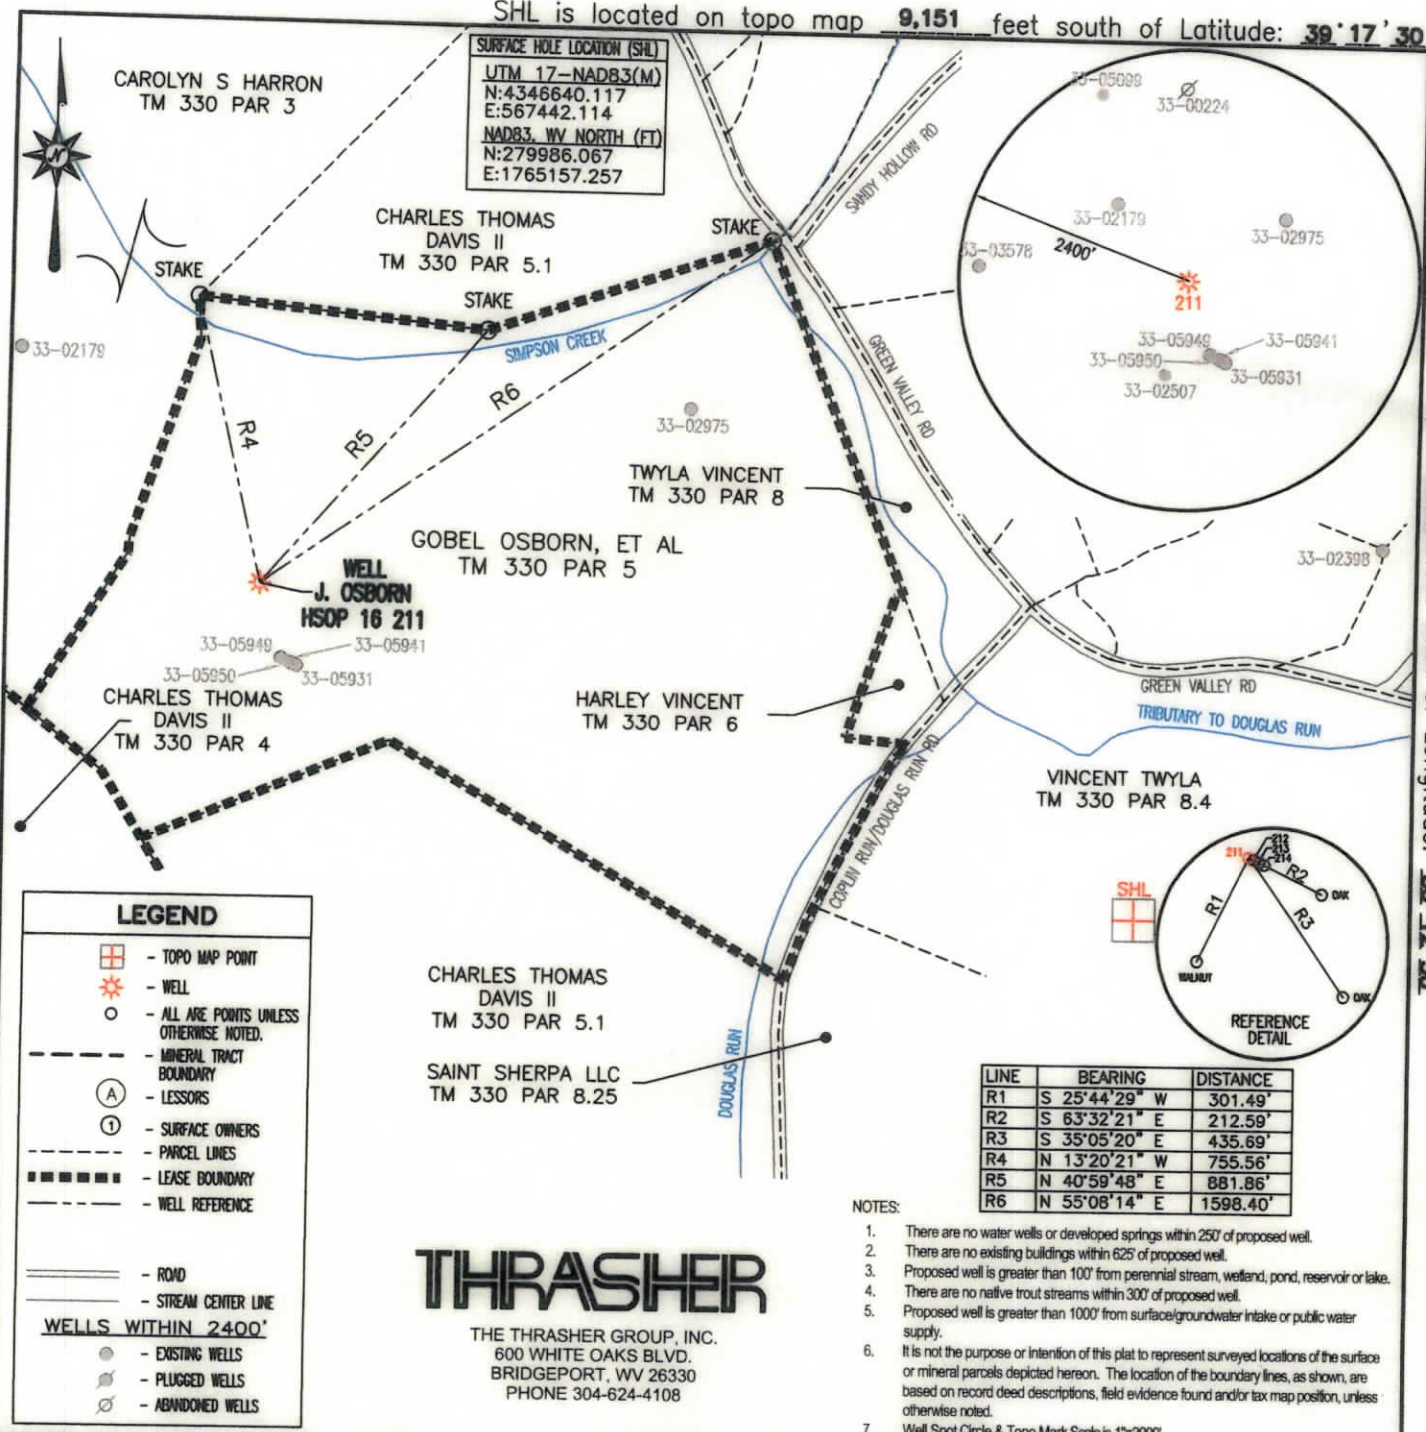 SHL is located on topo map 9,151 feet south of Latitude: 39°17'30
SURFACE HOLE LOCATION (SHL)
UTM 17-NAD83(M)
N:4346640.117
E:567442.114
NAD83, WV NORTH (FT)
N:279986.067
E:1765157.257
CAROLYN S HARRON
TM 330 PAR 3
N
CHARLES THOMAS
DAVIS II
TM 330 PAR 5.1
STAKE
STAKE
STAKE
SANDY HOLLOW RD
SIMPSON CREEK
33-02179
R4
R5
R6
33-02975
GREEN VALLEY RD
TWYLA VINCENT
TM 330 PAR 8
GOBEL OSBORN, ET AL
TM 330 PAR 5
WELL
J. OSBORN
HSOP 16 211
33-05949
33-05941
33-05950
33-05931
CHARLES THOMAS
DAVIS II
TM 330 PAR 4
HARLEY VINCENT
TM 330 PAR 6
33-05099
33-00224
33-02179
33-02975
33-03578
2400'
211
33-05949
33-05941
33-05950
33-05931
33-02507
33-02398
GREEN VALLEY RD
TRIBUTARY TO DOUGLAS RUN
COPLIN RUN/DOUGLAS RUN RD
VINCENT TWYLA
TM 330 PAR 8.4
CHARLES THOMAS
DAVIS II
TM 330 PAR 5.1
SAINT SHERPA LLC
TM 330 PAR 8.25
DOUGLAS RUN
SHL
211
212
213
214
R1
R2
R3
OAK
WALNUT
OAK
REFERENCE
DETAIL
LEGEND
- TOPO MAP POINT
- WELL
- ALL ARE POINTS UNLESS
OTHERWISE NOTED.
- MINERAL TRACT
BOUNDARY
A - LESSORS
1 - SURFACE OWNERS
- PARCEL LINES
- LEASE BOUNDARY
- WELL REFERENCE
- ROAD
- STREAM CENTER LINE
WELLS WITHIN 2400'
- EXISTING WELLS
- PLUGGED WELLS
- ABANDONED WELLS
THRASHER
THE THRASHER GROUP, INC.
600 WHITE OAKS BLVD.
BRIDGEPORT, WV 26330
PHONE 304-624-4108
LINE BEARING DISTANCE
R1 S 25°44'29" W 301.49'
R2 S 63°32'21" E 212.59'
R3 S 35°05'20" E 435.69'
R4 N 13°20'21" W 755.56'
R5 N 40°59'48" E 881.86'
R6 N 55°08'14" E 1598.40'
NOTES:
1. There are no water wells or developed springs within 250' of proposed well.
2. There are no existing buildings within 625' of proposed well.
3. Proposed well is greater than 100' from perennial stream, wetland, pond, reservoir or lake.
4. There are no native trout streams within 300' of proposed well.
5. Proposed well is greater than 1000' from surface/groundwater intake or public water
supply.
6. It is not the purpose or intention of this plat to represent surveyed locations of the surface
or mineral parcels depicted hereon. The location of the boundary lines, as shown, are
based on record deed descriptions, field evidence found and/or tax map position, unless
otherwise noted.
7. Well Spot Circle & Topo Mark Scale is 1"=2000'